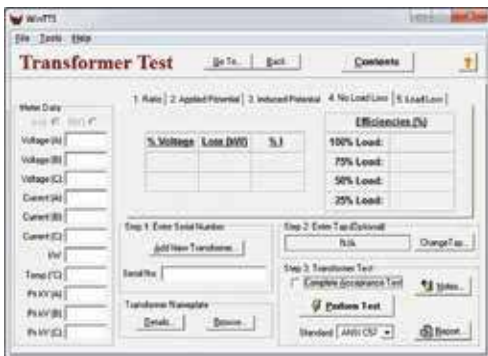 WinTTS
File Tools Help
Transformer Test
Go To... Back Contents ?
1. Ratio 2. Applied Potential 3. Induced Potential 4. No Load Loss 5. Load Loss
Meter Data
Voltage (A)
Voltage (B)
Voltage (C)
Current (A)
Current (B)
Current (C)
kW
Temp (°C)
Pk kV (A)
Pk kV (B)
Pk kV (C)
% Voltage Loss (kW) % I
Efficiencies (%)
100% Load:
75% Load:
50% Load:
25% Load:
Step 1: Enter Serial Number
Add New Transformer...
Serial No.
Transformer Nameplate
Details... Browse...
Step 2: Enter Tap (Optional)
N/A Change Tap...
Step 3: Transformer Test
Complete Acceptance Test
Notes...
Perform Test
Standard ANSI C57
Report